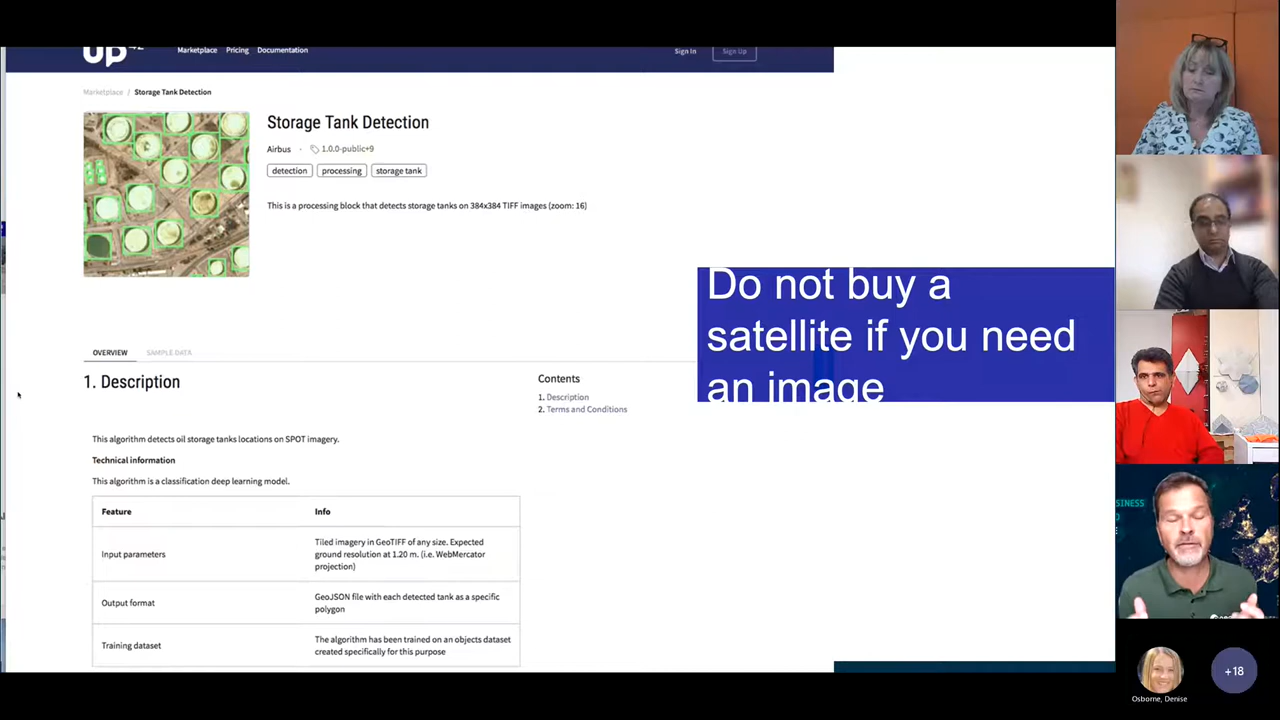 up42
Marketplace Pricing Documentation
Sign In
Sign Up
Marketplace / Storage Tank Detection
Storage Tank Detection
Airbus · 1.0.0-public+9
detection processing storage tank
This is a processing block that detects storage tanks on 384x384 TIFF images (zoom: 16)
Do not buy a
satellite if you need
an image
OVERVIEW SAMPLE DATA
1. Description
Contents
1. Description
2. Terms and Conditions
This algorithm detects oil storage tanks locations on SPOT imagery.
Technical information
This algorithm is a classification deep learning model.
Feature Info
Input parameters
Tiled imagery in GeoTIFF of any size. Expected
ground resolution at 1.20 m. (i.e. WebMercator
projection)
Output format
GeoJSON file with each detected tank as a specific
polygon
Training dataset
The algorithm has been trained on an objects dataset
created specifically for this purpose
SINESS
Osborne, Denise
+18